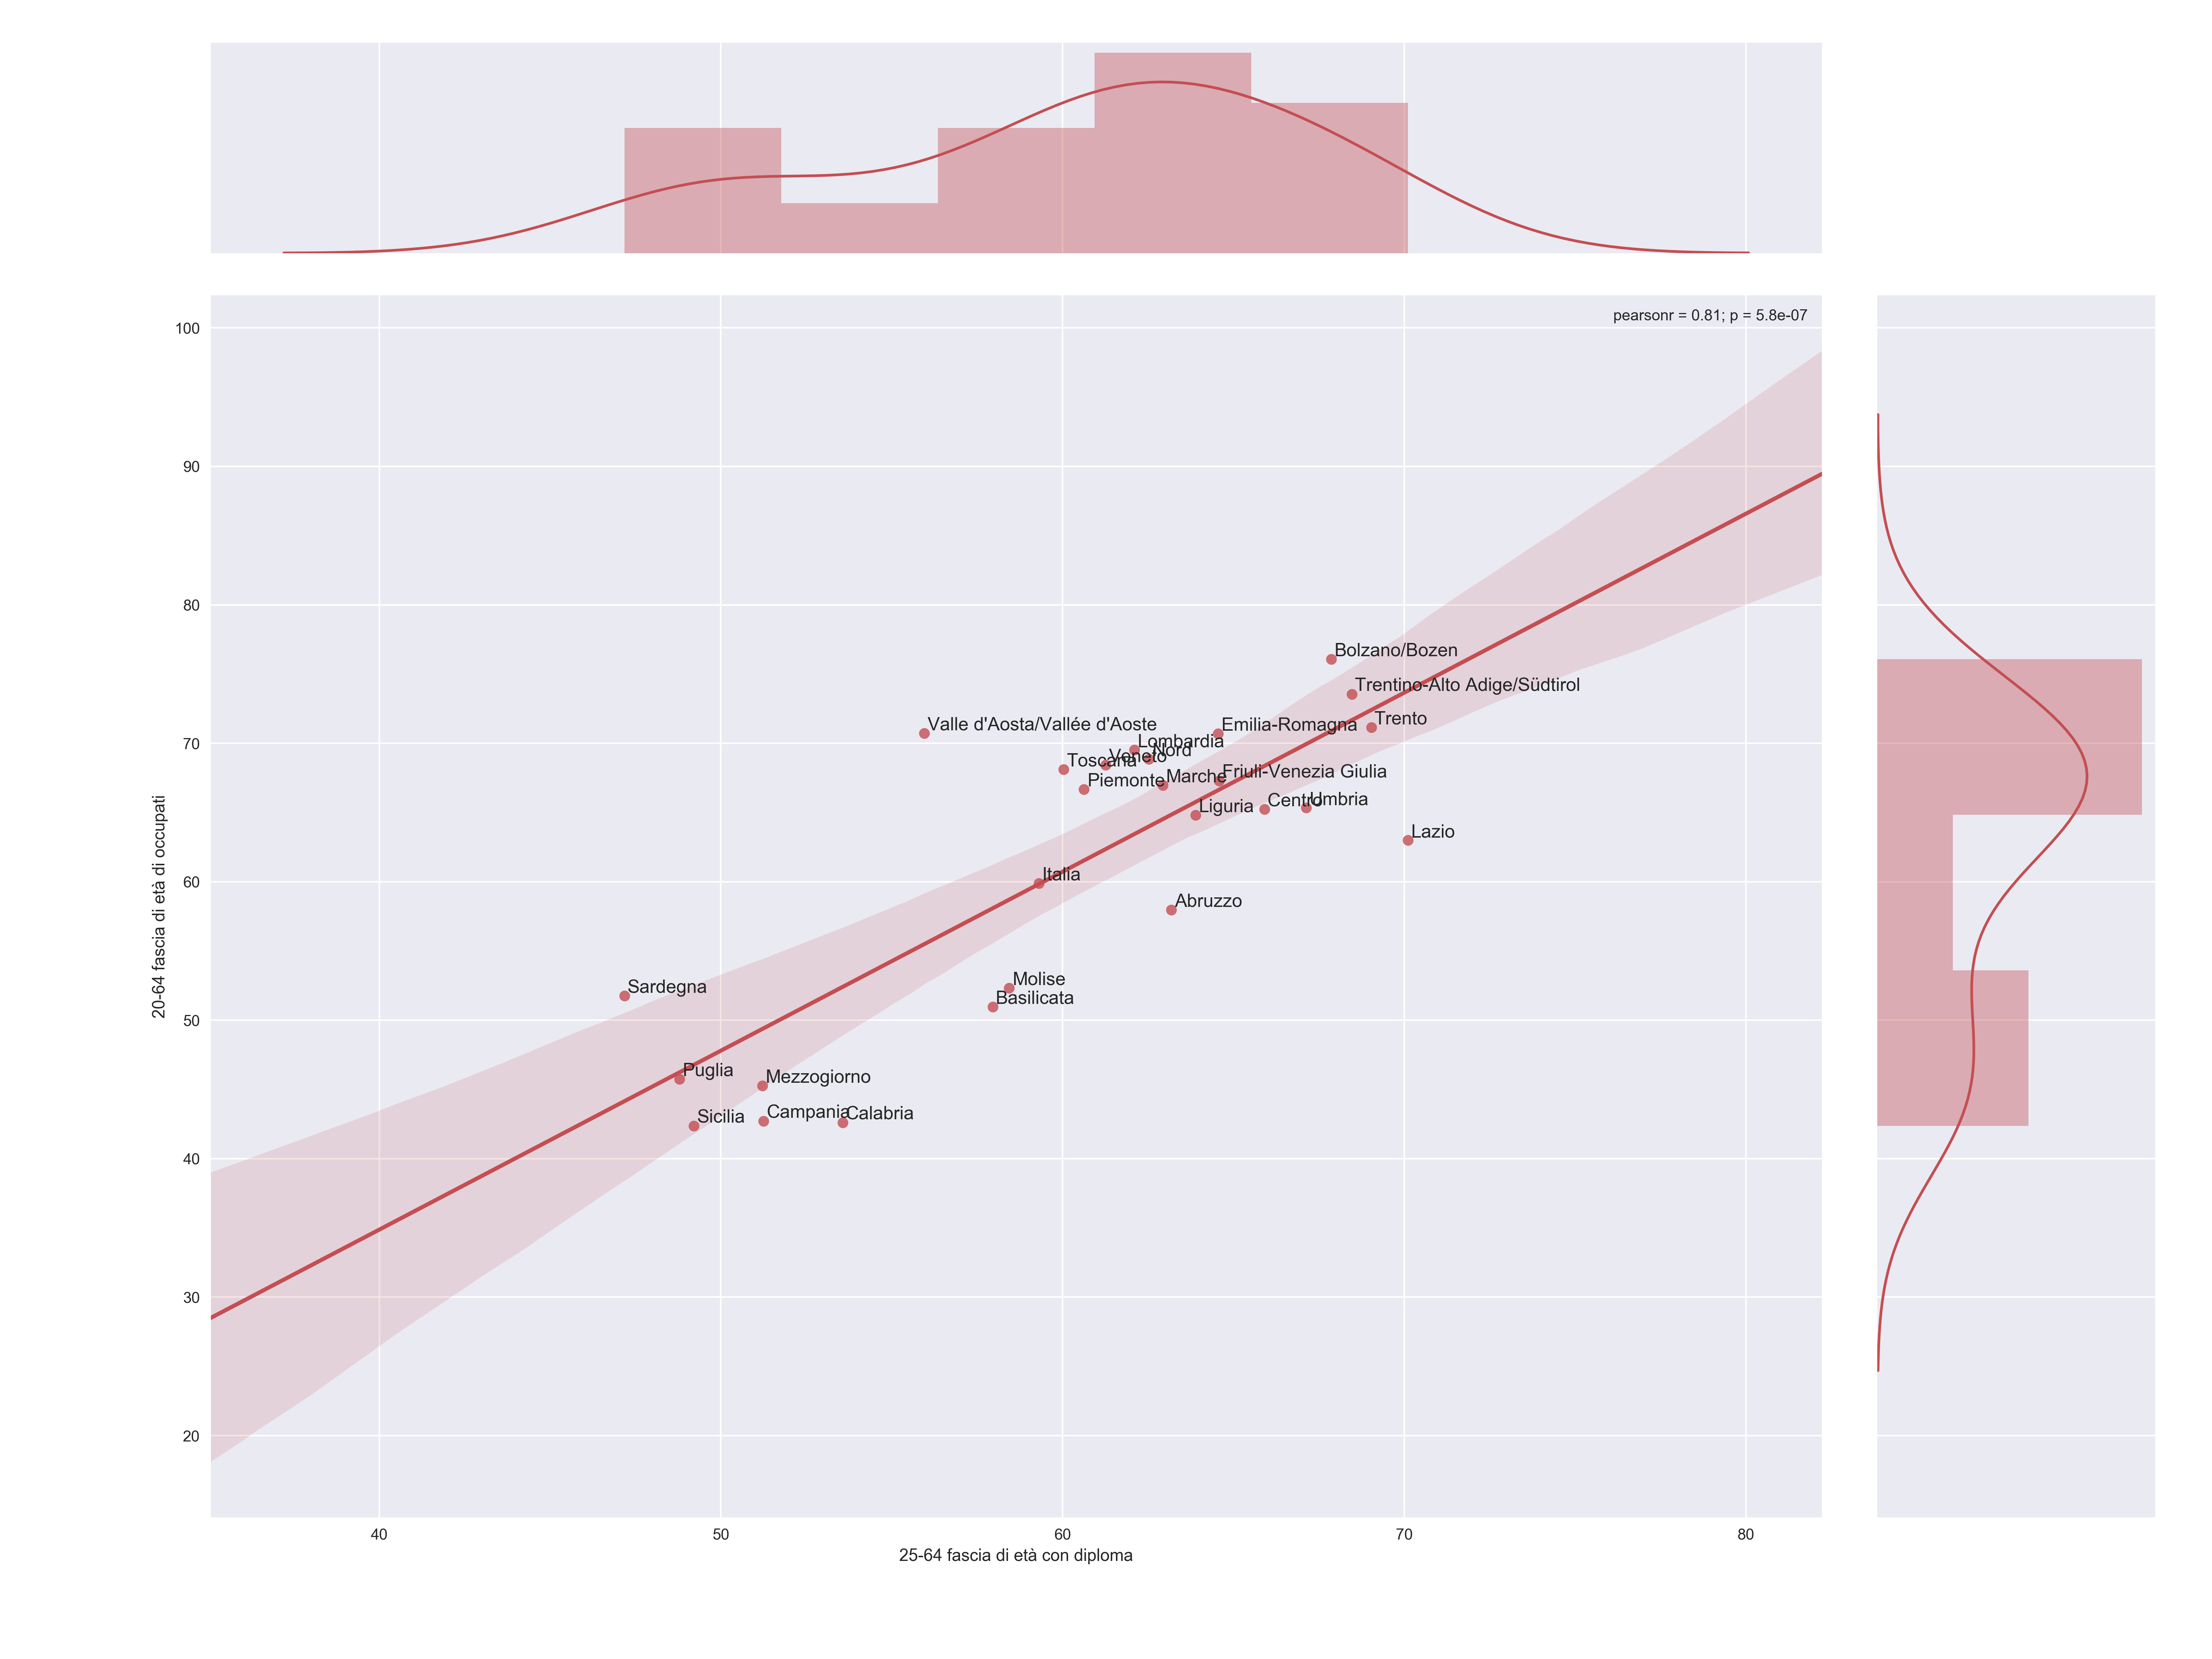 pearsonr = 0.81; p = 5.8e-07
100
90
80
70
60
50
40
30
20
20-64 fascia di età di occupati
Bolzano/Bozen
Trentino-Alto Adige/Südtirol
Trento
Valle d'Aosta/Vallée d'Aoste
Emilia-Romagna
Lombardia
Nord
Veneto
Toscana
Friuli-Venezia Giulia
Marche
Piemonte
Umbria
Centro
Liguria
Lazio
Italia
Abruzzo
Molise
Sardegna
Basilicata
Puglia
Mezzogiorno
Campania
Calabria
Sicilia
40
50
60
70
80
25-64 fascia di età con diploma